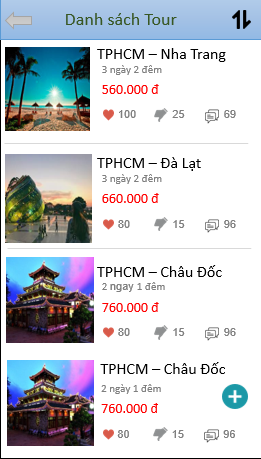 Danh sách Tour
TPHCM – Nha Trang
3 ngày 2 đêm
560.000 đ
100 25 69
TPHCM – Đà Lạt
3 ngày 2 đêm
660.000 đ
80 15 96
TPHCM – Châu Đốc
2 ngay 1 đêm
760.000 đ
80 15 96
TPHCM – Châu Đốc
2 ngày 1 đêm
760.000 đ
80 15 96